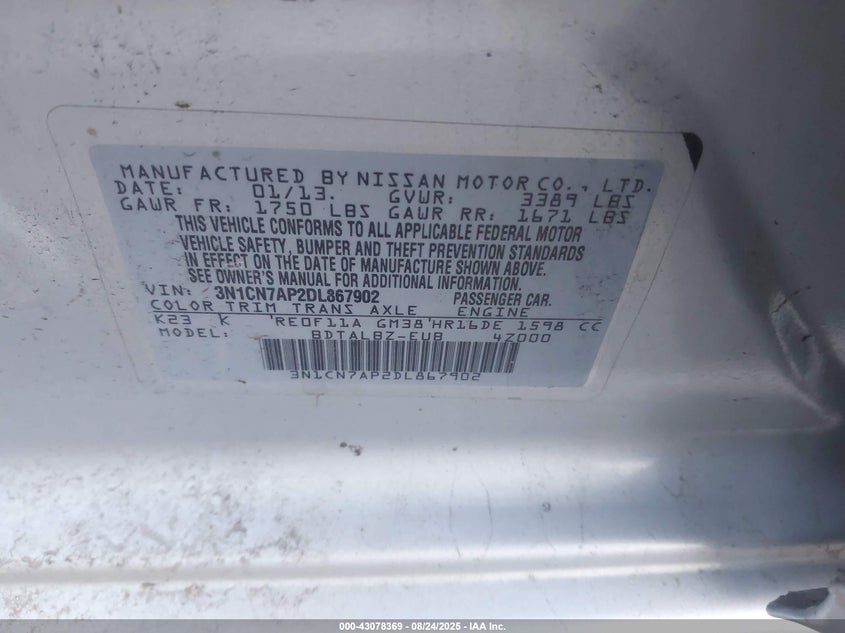 MANUFACTURED BY NISSAN MOTOR CO., LTD.
DATE: 01/13. GVWR: 3389 LBS
GAWR FR: 1750 LBS GAWR RR: 1671 LBS
THIS VEHICLE CONFORMS TO ALL APPLICABLE FEDERAL MOTOR
VEHICLE SAFETY, BUMPER AND THEFT PREVENTION STANDARDS
IN EFFECT ON THE DATE OF MANUFACTURE SHOWN ABOVE.
SEE OWNER'S MANUAL FOR ADDITIONAL INFORMATION.
VIN: 3N1CN7AP2DL867902 PASSENGER CAR.
COLOR TRIM TRANS AXLE ENGINE
K23 K RE0F11A GM38 HR16DE 1598 CC
MODEL: BDTALBZ-EUB 4Z000
3N1CN7AP2DL867902
000-43078369 - 08/24/2025 - IAA Inc.